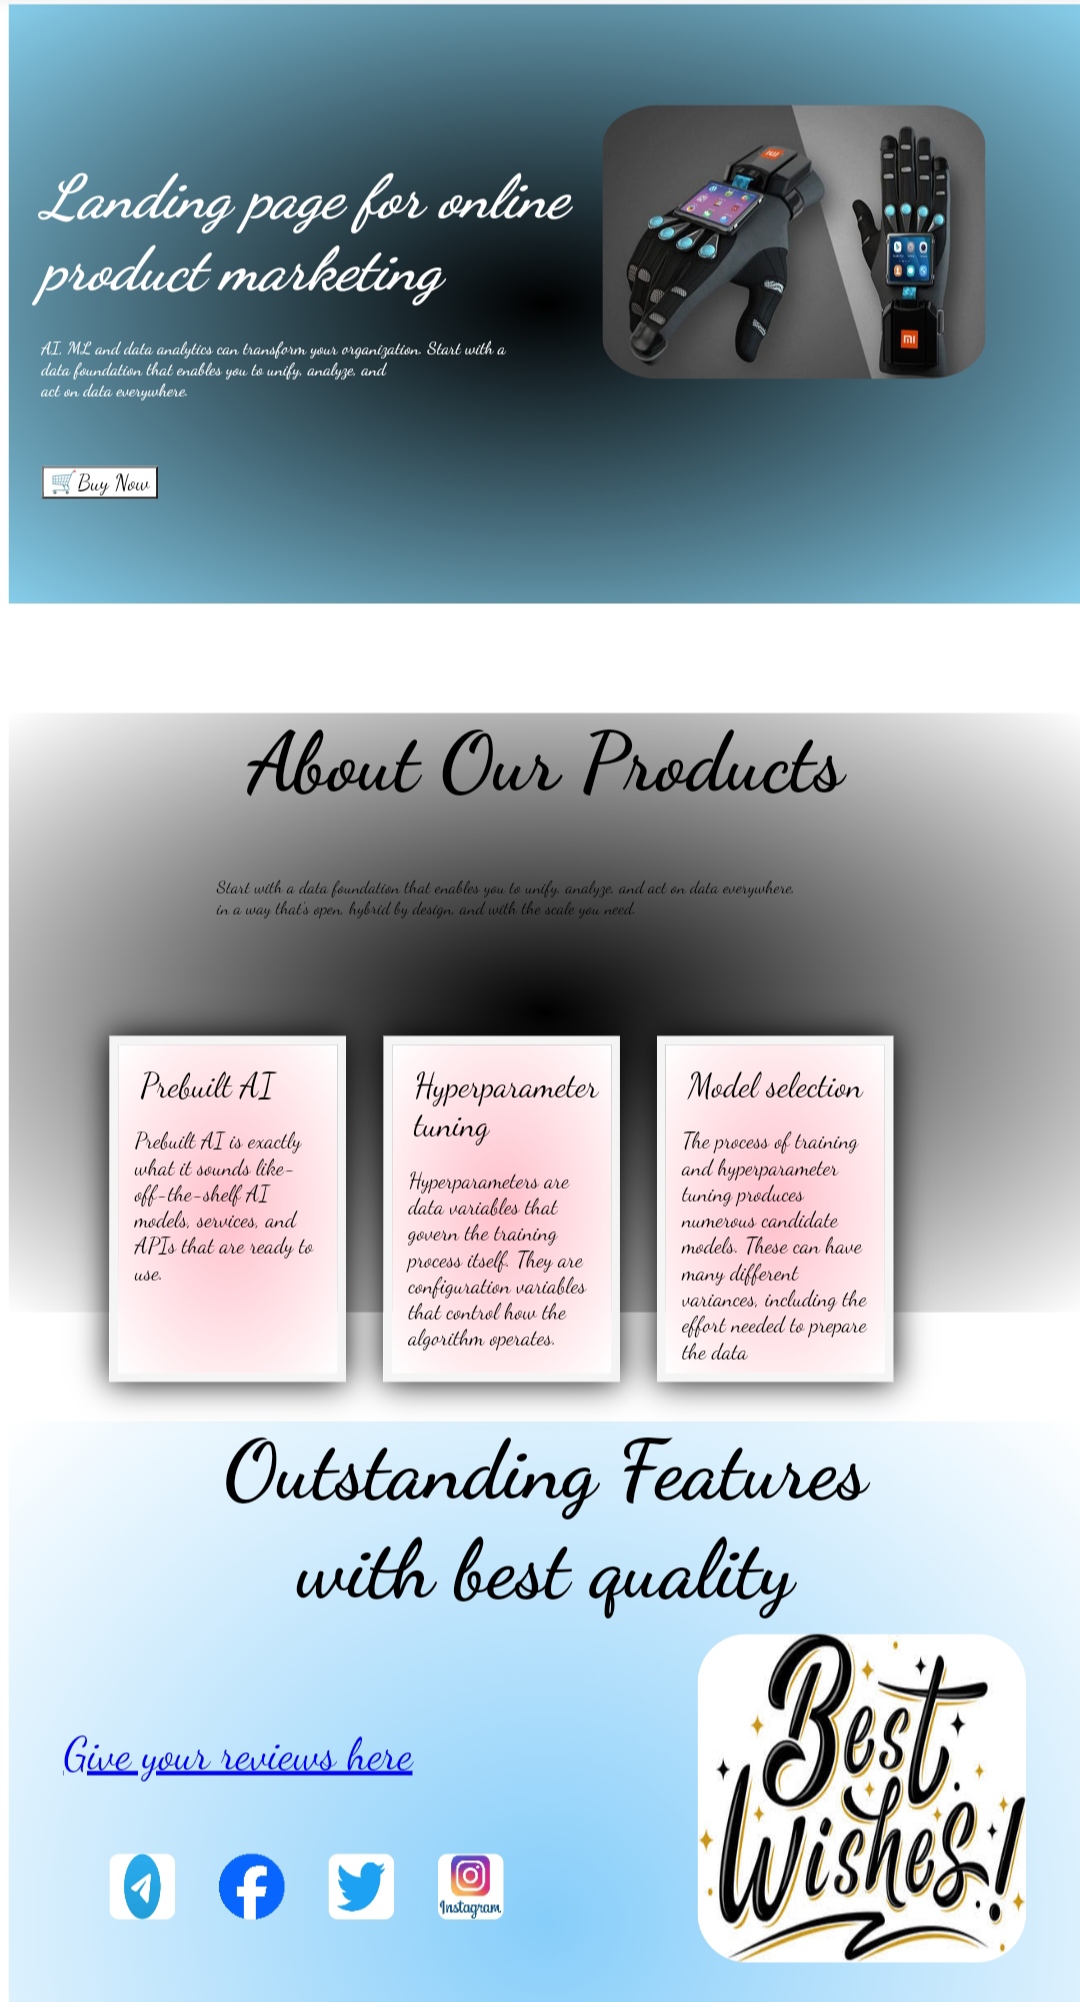 Landing page for online
product marketing
AI, ML and data analytics can transform your organization. Start with a
data foundation that enables you to unify, analyze, and
act on data everywhere.
🛒 Buy Now
mi
mi
About Our Products
Start with a data foundation that enables you to unify, analyze, and act on data everywhere,
in a way that's open, hybrid by design, and with the scale you need.
Prebuilt AI
Prebuilt AI is exactly
what it sounds like-
off-the-shelf AI
models, services, and
APIs that are ready to
use.
Hyperparameter
tuning
Hyperparameters are
data variables that
govern the training
process itself. They are
configuration variables
that control how the
algorithm operates.
Model selection
The process of training
and hyperparameter
tuning produces
numerous candidate
models. These can have
many different
variances, including the
effort needed to prepare
the data
Outstanding Features
with best quality
Give your reviews here
Instagram
Best
Wishes!